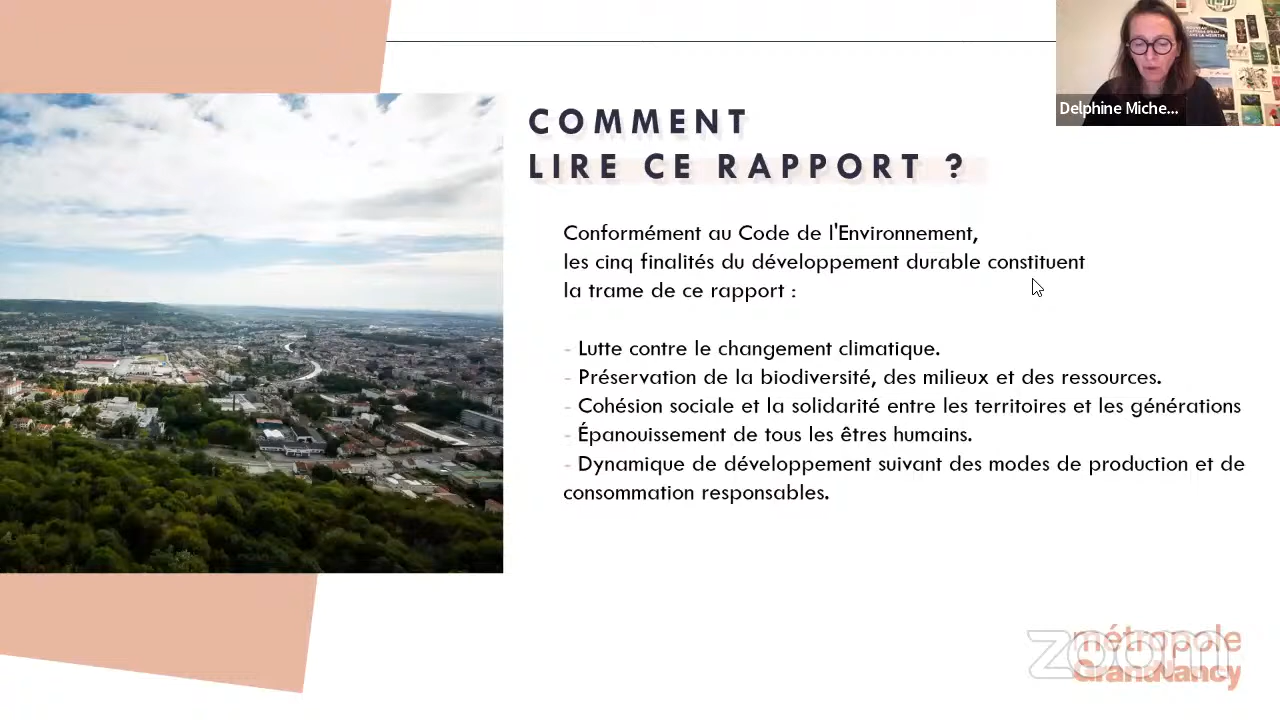 Delphine Miche...
COMMENT
LIRE CE RAPPORT ?
Conformément au Code de l'Environnement,
les cinq finalités du développement durable constituent
la trame de ce rapport :
- Lutte contre le changement climatique.
- Préservation de la biodiversité, des milieux et des ressources.
- Cohésion sociale et la solidarité entre les territoires et les générations
- Épanouissement de tous les êtres humains.
- Dynamique de développement suivant des modes de production et de
consommation responsables.
métropole
GrandNancy
zoom